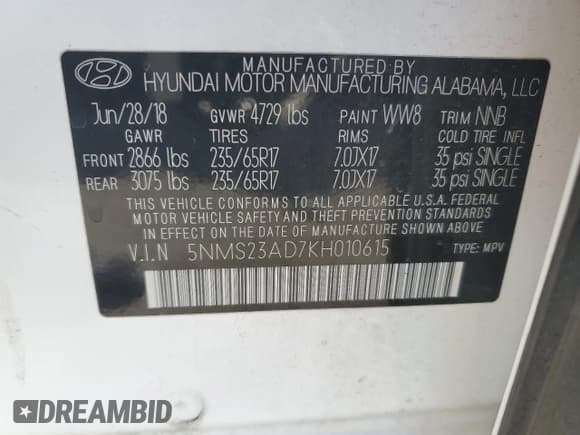 MANUFACTURED BY
HYUNDAI MOTOR MANUFACTURING ALABAMA, LLC
Jun/28/18 GVWR 4729 lbs PAINT WW8 TRIM NNB
GAWR TIRES RIMS COLD TIRE INFL
FRONT 2866 lbs 235/65R17 7.0JX17 35 psi SINGLE
REAR 3075 lbs 235/65R17 7.0JX17 35 psi SINGLE
THIS VEHICLE CONFORMS TO ALL APPLICABLE U.S.A. FEDERAL
MOTOR VEHICLE SAFETY AND THEFT PREVENTION STANDARDS
IN EFFECT ON THE DATE OF MANUFACTURE SHOWN ABOVE.
V.I.N 5NMS23AD7KH010615 TYPE: MPV
DREAMBID